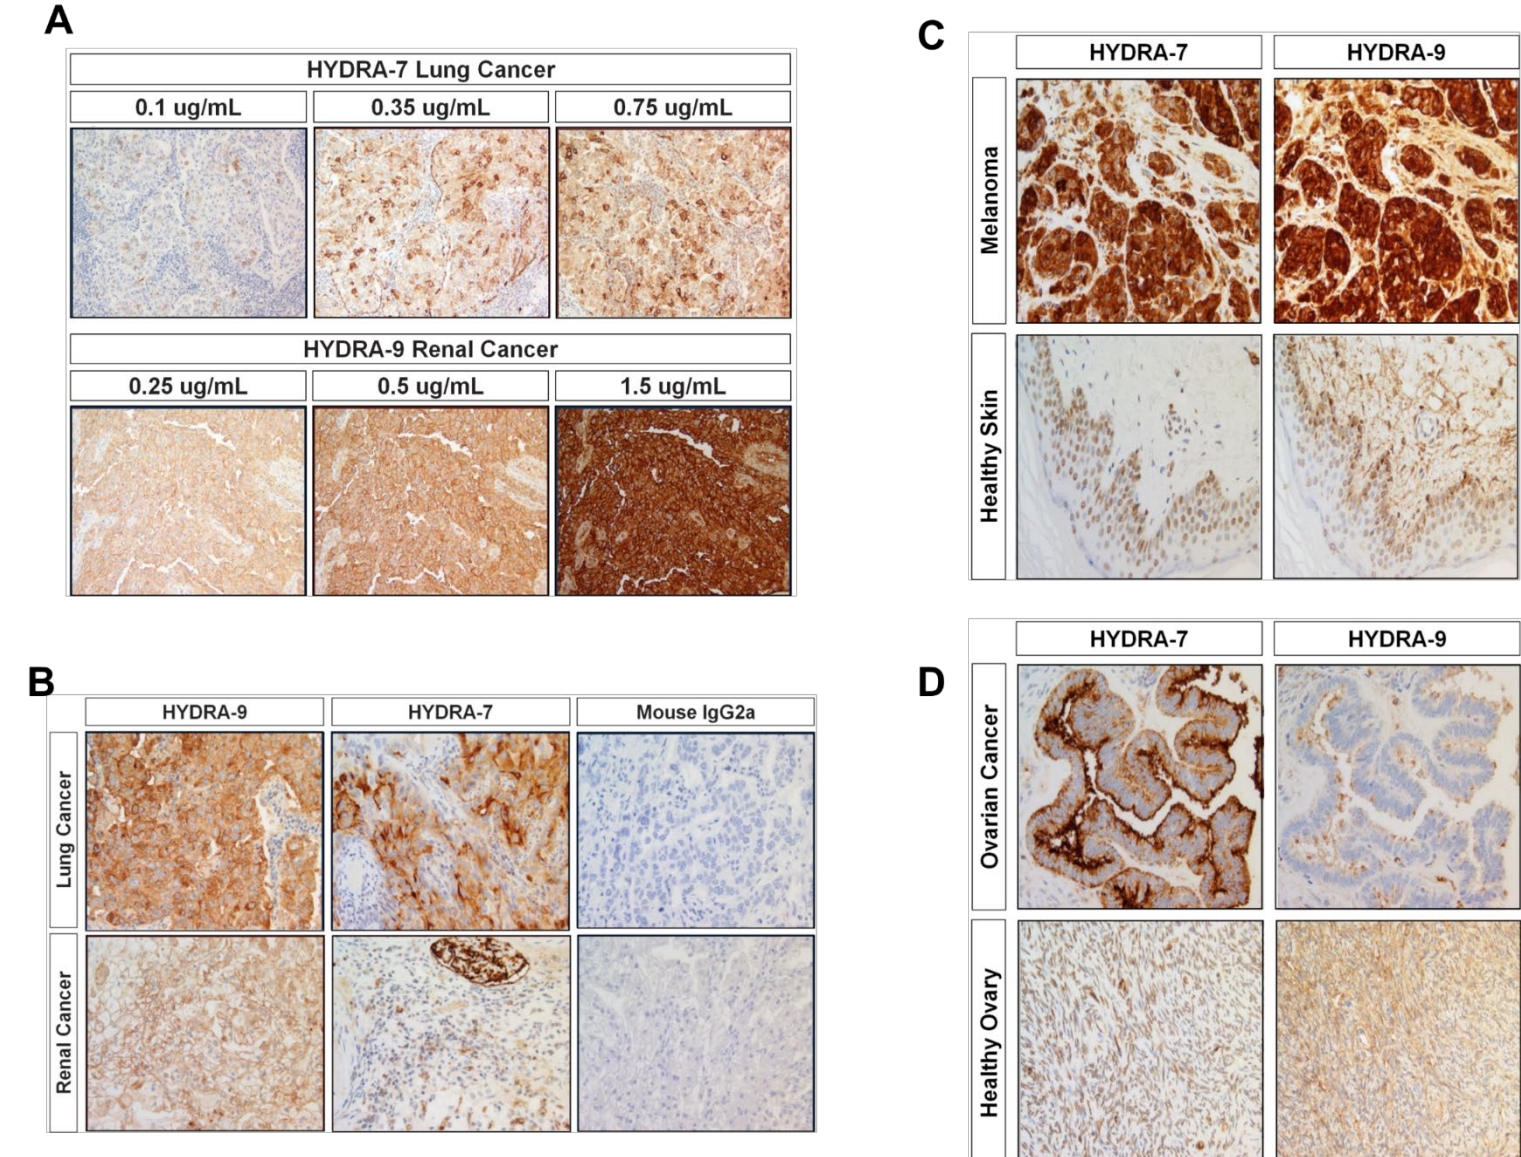 A
HYDRA-7 Lung Cancer
0.1 ug/mL
0.35 ug/mL
0.75 ug/mL
HYDRA-9 Renal Cancer
0.25 ug/mL
0.5 ug/mL
1.5 ug/mL
B
HYDRA-9
HYDRA-7
Mouse IgG2a
Lung Cancer
Renal Cancer
C
HYDRA-7
HYDRA-9
Melanoma
Healthy Skin
D
HYDRA-7
HYDRA-9
Ovarian Cancer
Healthy Ovary